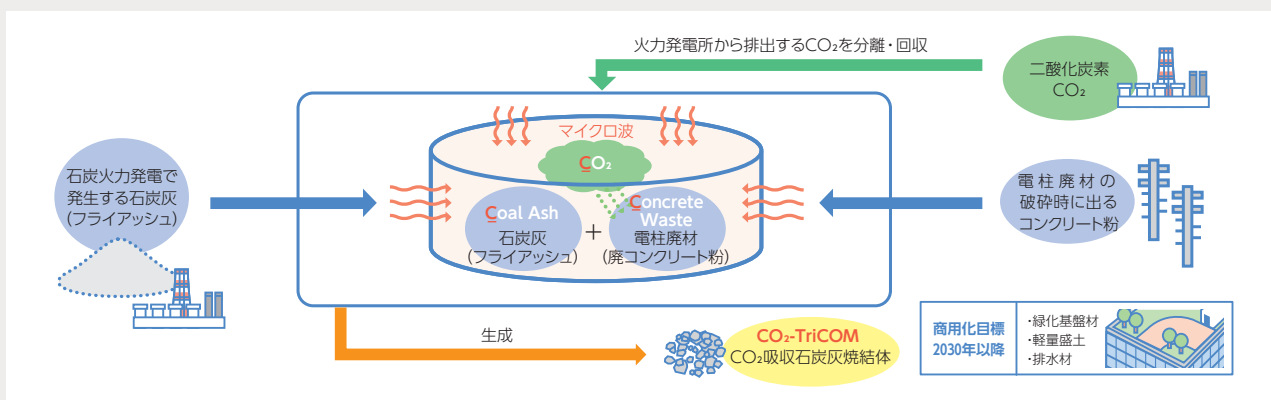 火力発電所から排出するCO₂を分離・回収
二酸化炭素
CO₂
マイクロ波
CO₂
石炭火力発電で
発生する石炭灰
(フライアッシュ)
Coal Ash
石炭灰
(フライアッシュ)
+
Concrete
Waste
電柱廃材
(廃コンクリート粉)
電柱廃材の
破砕時に出る
コンクリート粉
生成
CO₂-TriCOM
CO₂吸収石炭灰焼結体
商用化目標
2030年以降
・緑化基盤材
・軽量盛土
・排水材